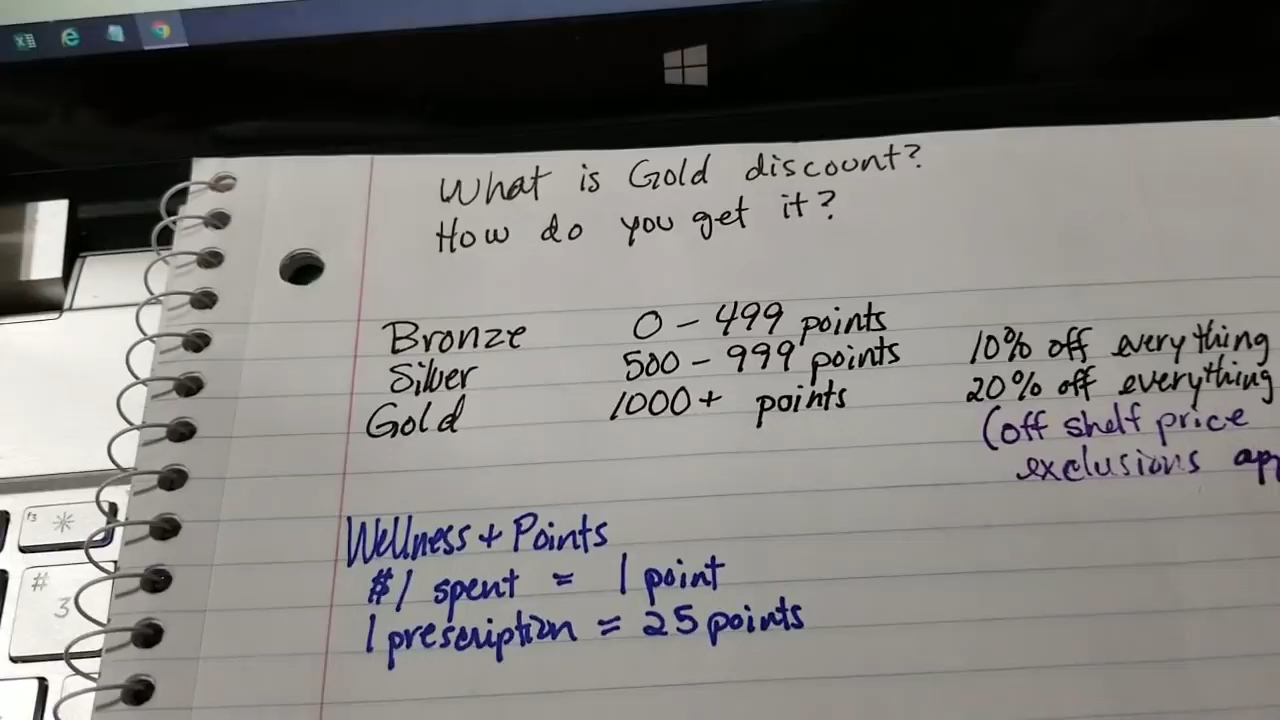 What is Gold discount?
How do you get it?
Bronze 0 - 499 points
Silver 500 - 999 points 10% off everything
Gold 1000+ points 20% off everything
(off shelf price
exclusions
Wellness + Points
$1 spent = 1 point
1 prescription = 25 points
f3 *
#
3